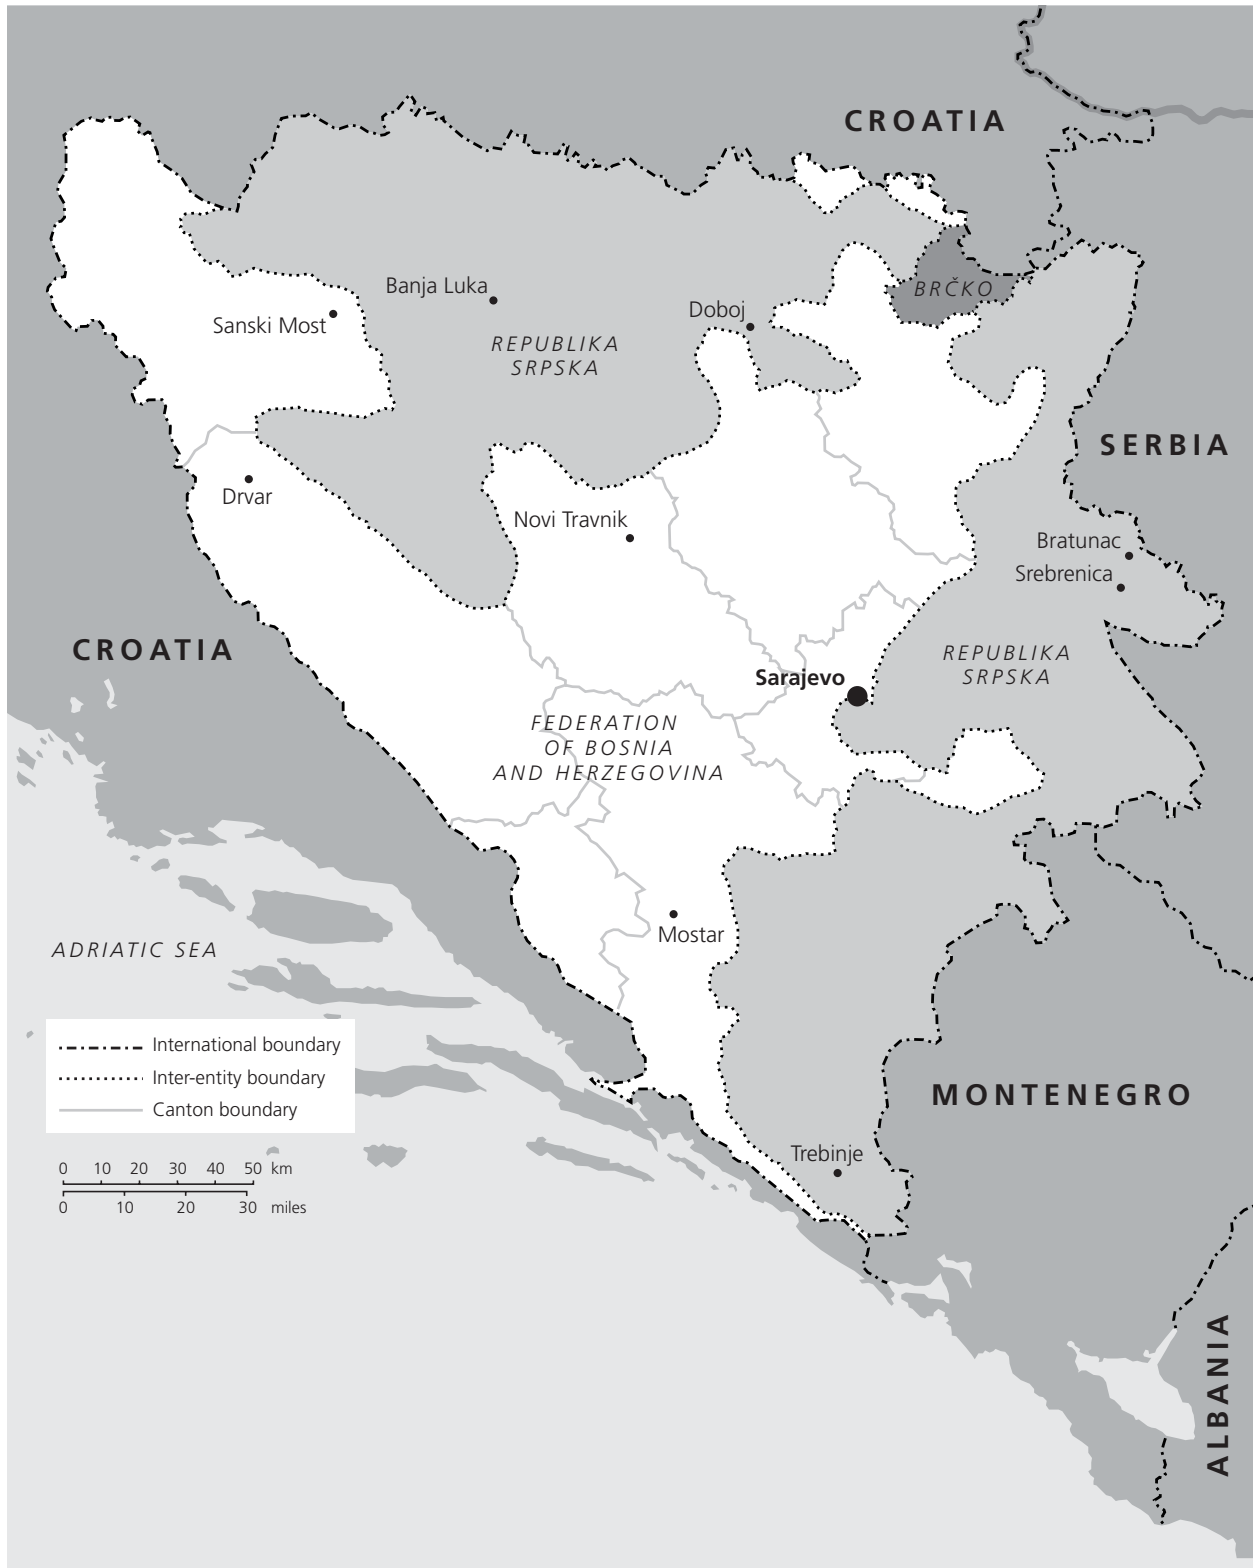 CROATIA
BRČKO
Banja Luka
Doboj
Sanski Most
REPUBLIKA
SRPSKA
SERBIA
Drvar
Novi Travnik
Bratunac
Srebrenica
CROATIA
REPUBLIKA
SRPSKA
Sarajevo
FEDERATION
OF BOSNIA
AND HERZEGOVINA
Mostar
ADRIATIC SEA
International boundary
Inter-entity boundary
Canton boundary
MONTENEGRO
Trebinje
0 10 20 30 40 50 km
0 10 20 30 miles
ALBANIA